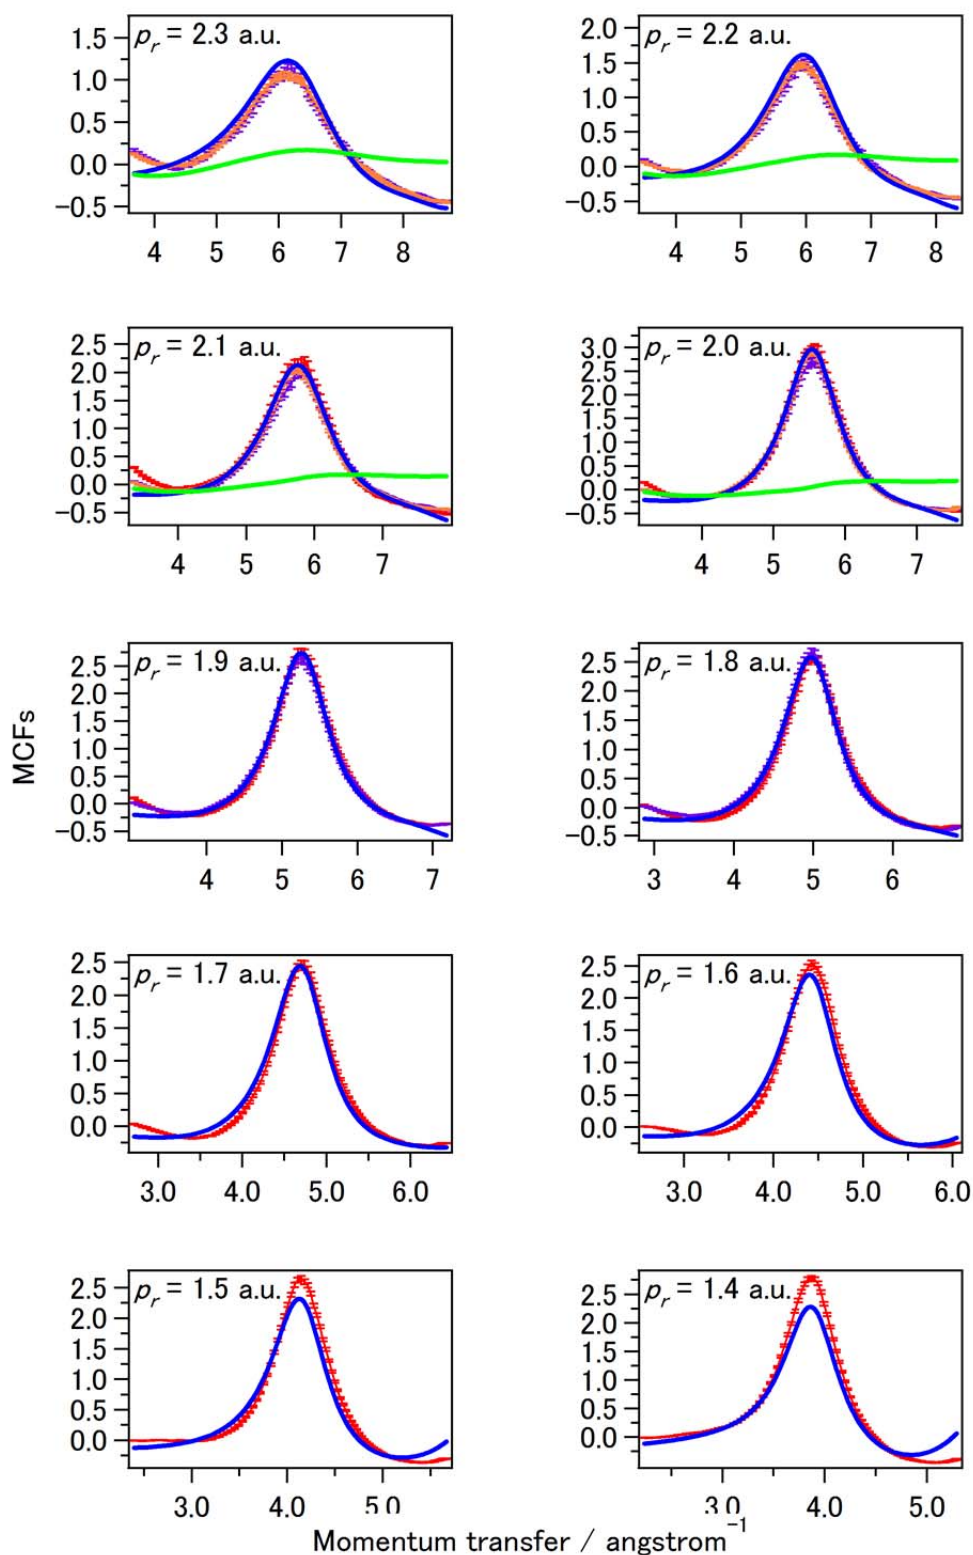 p_r = 2.3 a.u.
1.5
1.0
0.5
0.0
−0.5
4 5 6 7 8
p_r = 2.2 a.u.
2.0
1.5
1.0
0.5
0.0
−0.5
4 5 6 7 8
p_r = 2.1 a.u.
2.5
2.0
1.5
1.0
0.5
0.0
−0.5
4 5 6 7
p_r = 2.0 a.u.
3.0
2.5
2.0
1.5
1.0
0.5
0.0
−0.5
4 5 6 7
MCFs
p_r = 1.9 a.u.
2.5
2.0
1.5
1.0
0.5
0.0
−0.5
4 5 6 7
p_r = 1.8 a.u.
2.5
2.0
1.5
1.0
0.5
0.0
−0.5
3 4 5 6
p_r = 1.7 a.u.
2.5
2.0
1.5
1.0
0.5
0.0
3.0 4.0 5.0 6.0
p_r = 1.6 a.u.
2.5
2.0
1.5
1.0
0.5
0.0
3.0 4.0 5.0 6.0
p_r = 1.5 a.u.
2.5
2.0
1.5
1.0
0.5
0.0
3.0 4.0 5.0
p_r = 1.4 a.u.
2.5
2.0
1.5
1.0
0.5
0.0
3.0 4.0 5.0
Momentum transfer / angstrom⁻¹